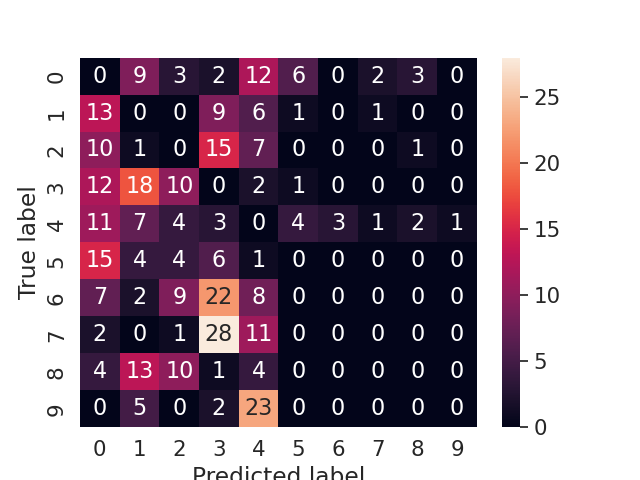 0 0 9 3 2 12 6 0 2 3 0
1 13 0 0 9 6 1 0 1 0 0
2 10 1 0 15 7 0 0 0 1 0
3 12 18 10 0 2 1 0 0 0 0
4 11 7 4 3 0 4 3 1 2 1
5 15 4 4 6 1 0 0 0 0 0
6 7 2 9 22 8 0 0 0 0 0
7 2 0 1 28 11 0 0 0 0 0
8 4 13 10 1 4 0 0 0 0 0
9 0 5 0 2 23 0 0 0 0 0
0 1 2 3 4 5 6 7 8 9
True label
Predicted label
25
20
15
10
5
0